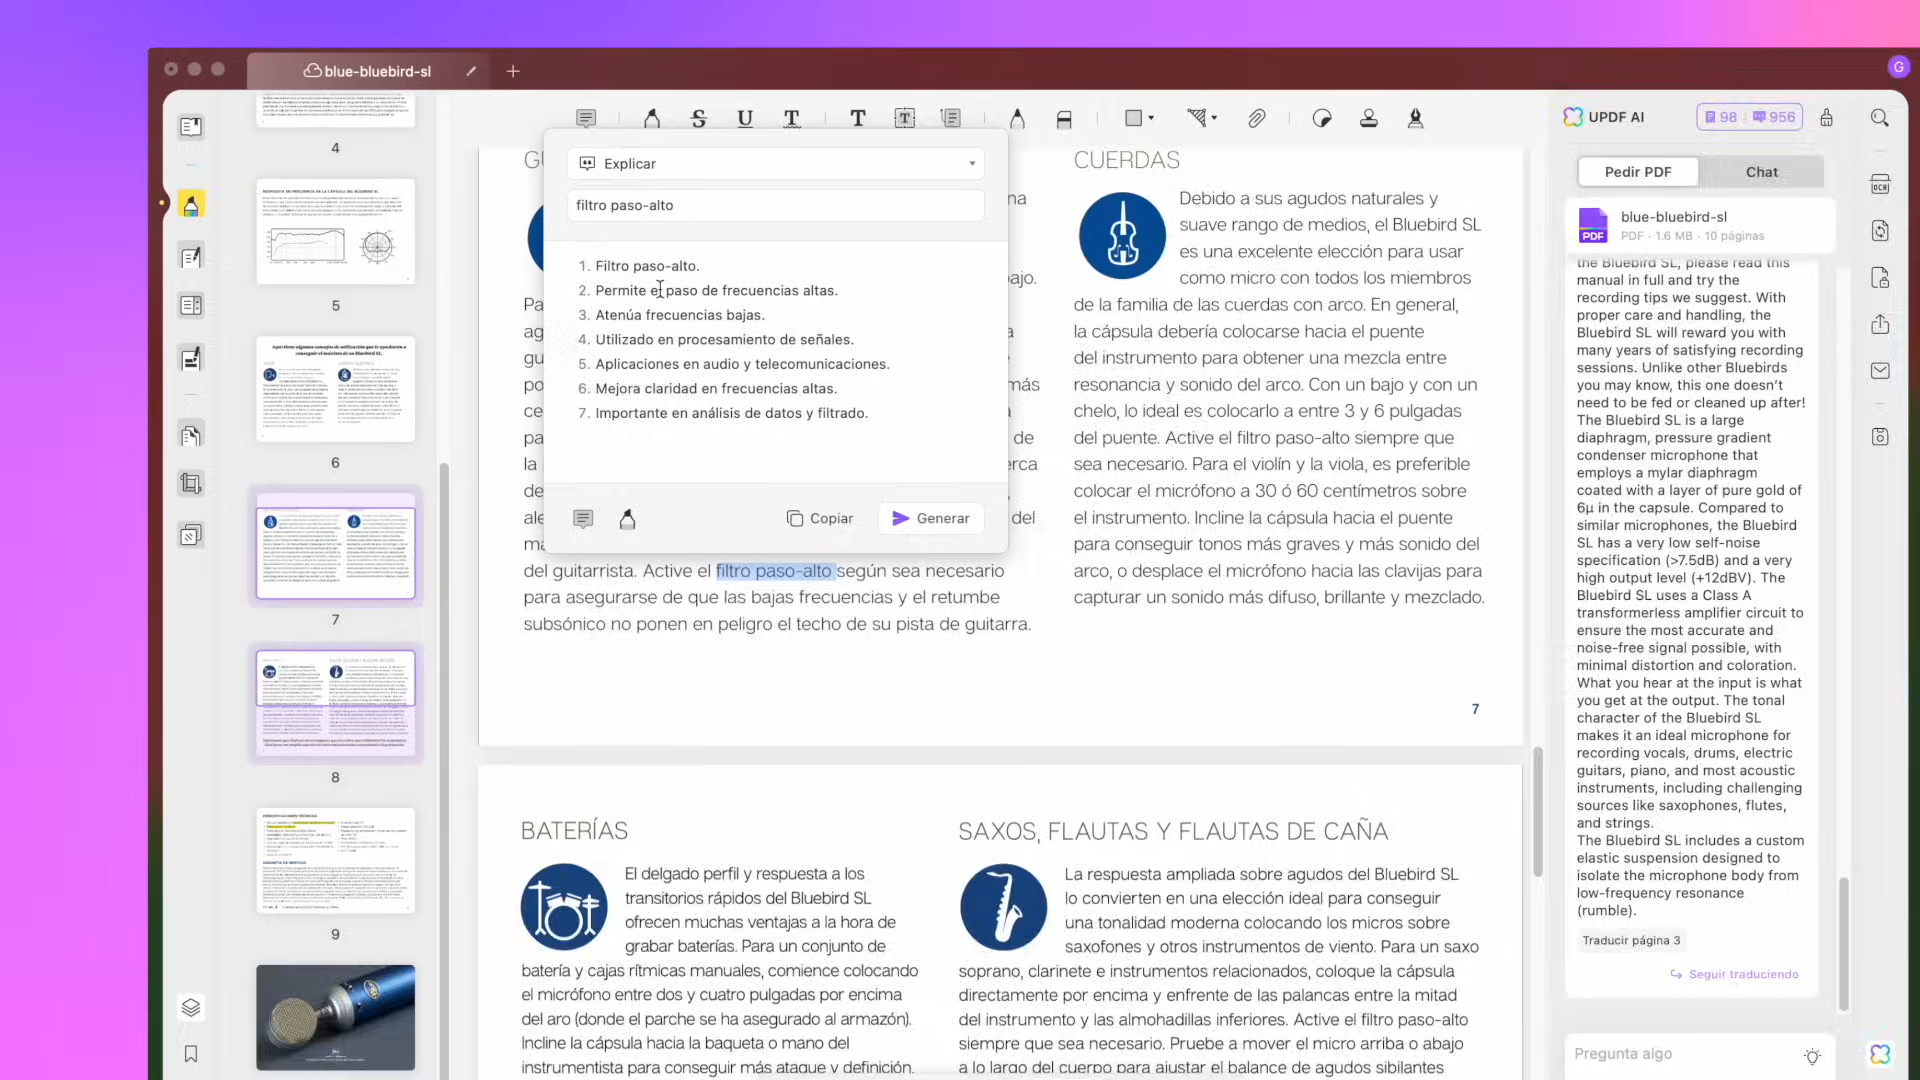 blue-bluebird-sl
G
4
5
Aquí tiene algunos consejos de utilización que le ayudarán a
conseguir el máximo de su Bluebird SL.
6
7
8
9
Explicar
filtro paso-alto
1. Filtro paso-alto.
2. Permite el paso de frecuencias altas.
3. Atenúa frecuencias bajas.
4. Utilizado en procesamiento de señales.
5. Aplicaciones en audio y telecomunicaciones.
6. Mejora claridad en frecuencias altas.
7. Importante en análisis de datos y filtrado.
Copiar
Generar
del guitarrista. Active el filtro paso-alto según sea necesario
para asegurarse de que las bajas frecuencias y el retumbe
subsónico no ponen en peligro el techo de su pista de guitarra.
CUERDAS
Debido a sus agudos naturales y
suave rango de medios, el Bluebird SL
es una excelente elección para usar
como micro con todos los miembros
de la familia de las cuerdas con arco. En general,
la cápsula debería colocarse hacia el puente
del instrumento para obtener una mezcla entre
resonancia y sonido del arco. Con un bajo y con un
chelo, lo ideal es colocarlo a entre 3 y 6 pulgadas
del puente. Active el filtro paso-alto siempre que
sea necesario. Para el violín y la viola, es preferible
colocar el micrófono a 30 ó 60 centímetros sobre
el instrumento. Incline la cápsula hacia el puente
para conseguir tonos más graves y más sonido del
arco, o desplace el micrófono hacia las clavijas para
capturar un sonido más difuso, brillante y mezclado.
7
BATERÍAS
El delgado perfil y respuesta a los
transitorios rápidos del Bluebird SL
ofrecen muchas ventajas a la hora de
grabar baterías. Para un conjunto de
batería y cajas rítmicas manuales, comience colocando
el micrófono entre dos y cuatro pulgadas por encima
del aro (donde el parche se ha asegurado al armazón).
Incline la cápsula hacia la baqueta o mano del
instrumentista para conseguir más ataque y definición.
SAXOS, FLAUTAS Y FLAUTAS DE CAÑA
La respuesta ampliada sobre agudos del Bluebird SL
lo convierten en una elección ideal para conseguir
una tonalidad moderna colocando los micros sobre
saxofones y otros instrumentos de viento. Para un saxo
soprano, clarinete e instrumentos relacionados, coloque la cápsula
directamente por encima y enfrente de las palancas entre la mitad
del instrumento y las almohadillas inferiores. Active el filtro paso-alto
siempre que sea necesario. Pruebe a mover el micro arriba o abajo
a lo largo del cuerpo para ajustar el balance de agudos sibilantes
UPDF AI
98
956
Pedir PDF
Chat
PDF
blue-bluebird-sl
PDF · 1.6 MB · 10 páginas
the Bluebird SL, please read this
manual in full and try the
recording tips we suggest. With
proper care and handling, the
Bluebird SL will reward you with
many years of satisfying recording
sessions. Unlike other Bluebirds
you may know, this one doesn't
need to be fed or cleaned up after!
The Bluebird SL is a large
diaphragm, pressure gradient
condenser microphone that
employs a mylar diaphragm
coated with a layer of pure gold of
6µ in the capsule. Compared to
similar microphones, the Bluebird
SL has a very low self-noise
specification (>7.5dB) and a very
high output level (+12dBV). The
Bluebird SL uses a Class A
transformerless amplifier circuit to
ensure the most accurate and
noise-free signal possible, with
minimal distortion and coloration.
What you hear at the input is what
you get at the output. The tonal
character of the Bluebird SL
makes it an ideal microphone for
recording vocals, drums, electric
guitars, piano, and most acoustic
instruments, including challenging
sources like saxophones, flutes,
and strings.
The Bluebird SL includes a custom
elastic suspension designed to
isolate the microphone body from
low-frequency resonance
(rumble).
Traducir página 3
Seguir traduciendo
Pregunta algo
OCR